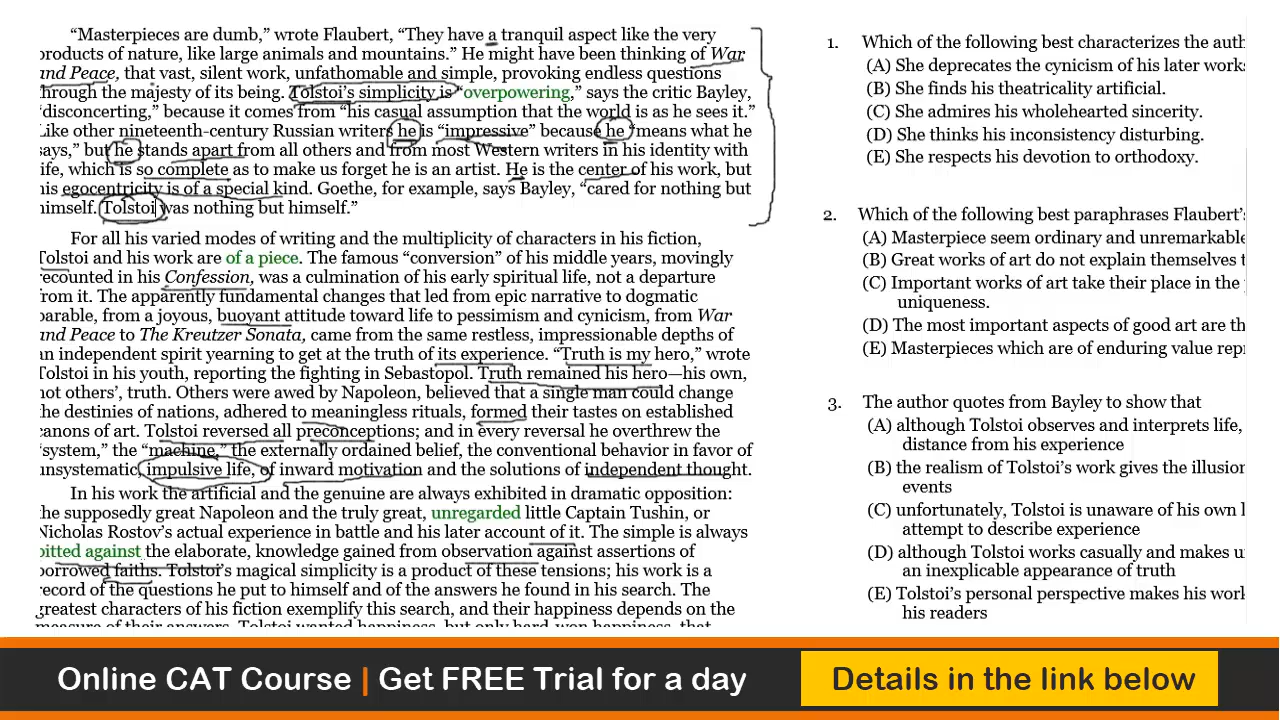 “Masterpieces are dumb,” wrote Flaubert, “They have a tranquil aspect like the very
products of nature, like large animals and mountains.” He might have been thinking of War
and Peace, that vast, silent work, unfathomable and simple, provoking endless questions
through the majesty of its being. Tolstoi’s simplicity is “overpowering,” says the critic Bayley,
“disconcerting,” because it comes from “his casual assumption that the world is as he sees it.”
Like other nineteenth-century Russian writers he is “impressive” because he “means what he
says,” but he stands apart from all others and from most Western writers in his identity with
life, which is so complete as to make us forget he is an artist. He is the center of his work, but
his egocentricity is of a special kind. Goethe, for example, says Bayley, “cared for nothing but
himself. Tolstoi was nothing but himself.”
For all his varied modes of writing and the multiplicity of characters in his fiction,
Tolstoi and his work are of a piece. The famous “conversion” of his middle years, movingly
recounted in his Confession, was a culmination of his early spiritual life, not a departure
from it. The apparently fundamental changes that led from epic narrative to dogmatic
parable, from a joyous, buoyant attitude toward life to pessimism and cynicism, from War
and Peace to The Kreutzer Sonata, came from the same restless, impressionable depths of
an independent spirit yearning to get at the truth of its experience. “Truth is my hero,” wrote
Tolstoi in his youth, reporting the fighting in Sebastopol. Truth remained his hero—his own,
not others’, truth. Others were awed by Napoleon, believed that a single man could change
the destinies of nations, adhered to meaningless rituals, formed their tastes on established
canons of art. Tolstoi reversed all preconceptions; and in every reversal he overthrew the
“system,” the “machine,” the externally ordained belief, the conventional behavior in favor of
unsystematic, impulsive life, of inward motivation and the solutions of independent thought.
In his work the artificial and the genuine are always exhibited in dramatic opposition:
the supposedly great Napoleon and the truly great, unregarded little Captain Tushin, or
Nicholas Rostov’s actual experience in battle and his later account of it. The simple is always
pitted against the elaborate, knowledge gained from observation against assertions of
borrowed faiths. Tolstoi’s magical simplicity is a product of these tensions; his work is a
record of the questions he put to himself and of the answers he found in his search. The
greatest characters of his fiction exemplify this search, and their happiness depends on the
measure of their answers. Tolstoi wanted happiness, but only hard-won happiness, that
1. Which of the following best characterizes the auth
(A) She deprecates the cynicism of his later works
(B) She finds his theatricality artificial.
(C) She admires his wholehearted sincerity.
(D) She thinks his inconsistency disturbing.
(E) She respects his devotion to orthodoxy.
2. Which of the following best paraphrases Flaubert’s
(A) Masterpiece seem ordinary and unremarkable
(B) Great works of art do not explain themselves t
(C) Important works of art take their place in the
uniqueness.
(D) The most important aspects of good art are th
(E) Masterpieces which are of enduring value repr
3. The author quotes from Bayley to show that
(A) although Tolstoi observes and interprets life,
distance from his experience
(B) the realism of Tolstoi’s work gives the illusion
events
(C) unfortunately, Tolstoi is unaware of his own l
attempt to describe experience
(D) although Tolstoi works casually and makes u
an inexplicable appearance of truth
(E) Tolstoi’s personal perspective makes his work
his readers
Online CAT Course | Get FREE Trial for a day
Details in the link below